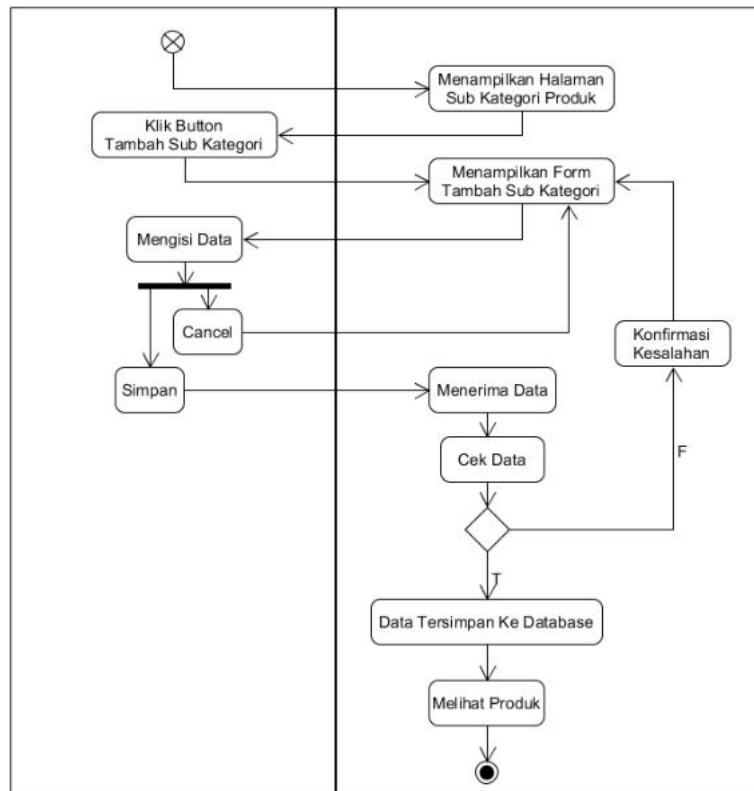 Menampilkan Halaman
Sub Kategori Produk
Klik Button
Tambah Sub Kategori
Menampilkan Form
Tambah Sub Kategori
Mengisi Data
Cancel
Konfirmasi
Kesalahan
Simpan
Menerima Data
Cek Data
F
T
Data Tersimpan Ke Database
Melihat Produk